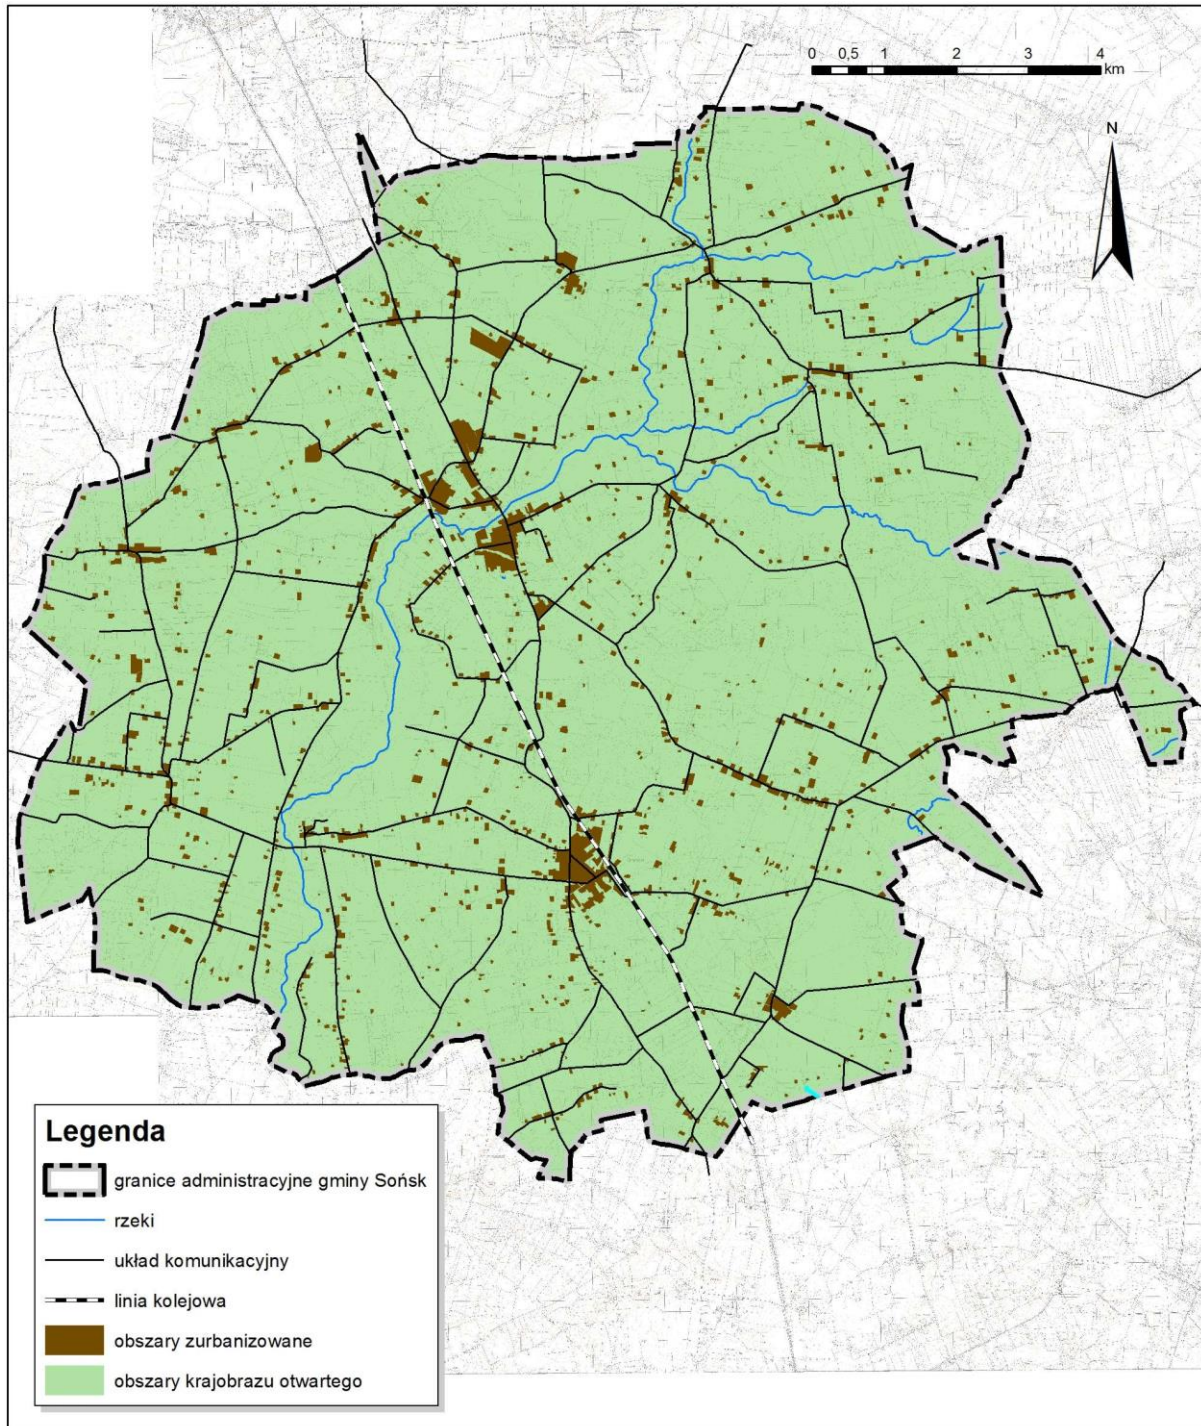 0 0,5 1 2 3 4
km
N
Legenda
granice administracyjne gminy Sońsk
rzeki
układ komunikacyjny
linia kolejowa
obszary zurbanizowane
obszary krajobrazu otwartego